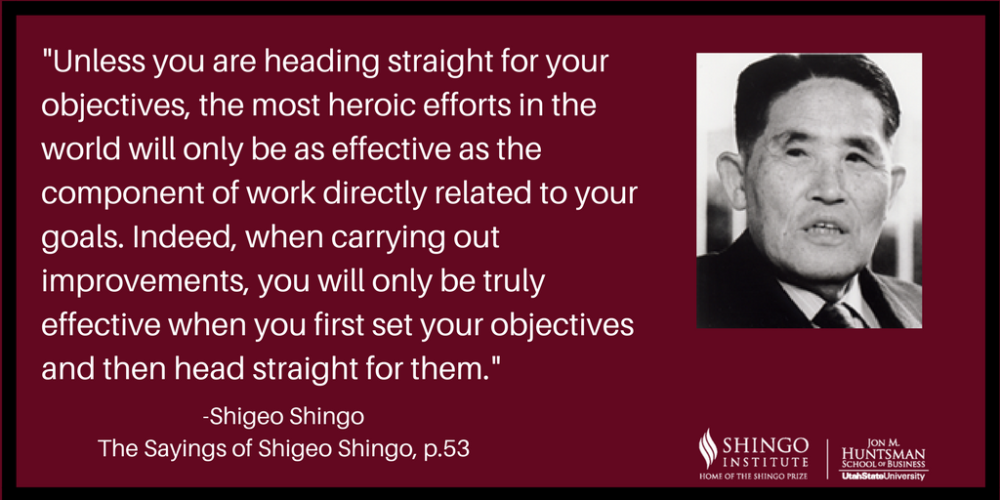 "Unless you are heading straight for your
objectives, the most heroic efforts in the
world will only be as effective as the
component of work directly related to your
goals. Indeed, when carrying out
improvements, you will only be truly
effective when you first set your objectives
and then head straight for them."
-Shigeo Shingo
The Sayings of Shigeo Shingo, p.53
SHINGO
INSTITUTE
HOME OF THE SHINGO PRIZE
JON M.
HUNTSMAN
SCHOOL OF BUSINESS
UtahStateUniversity